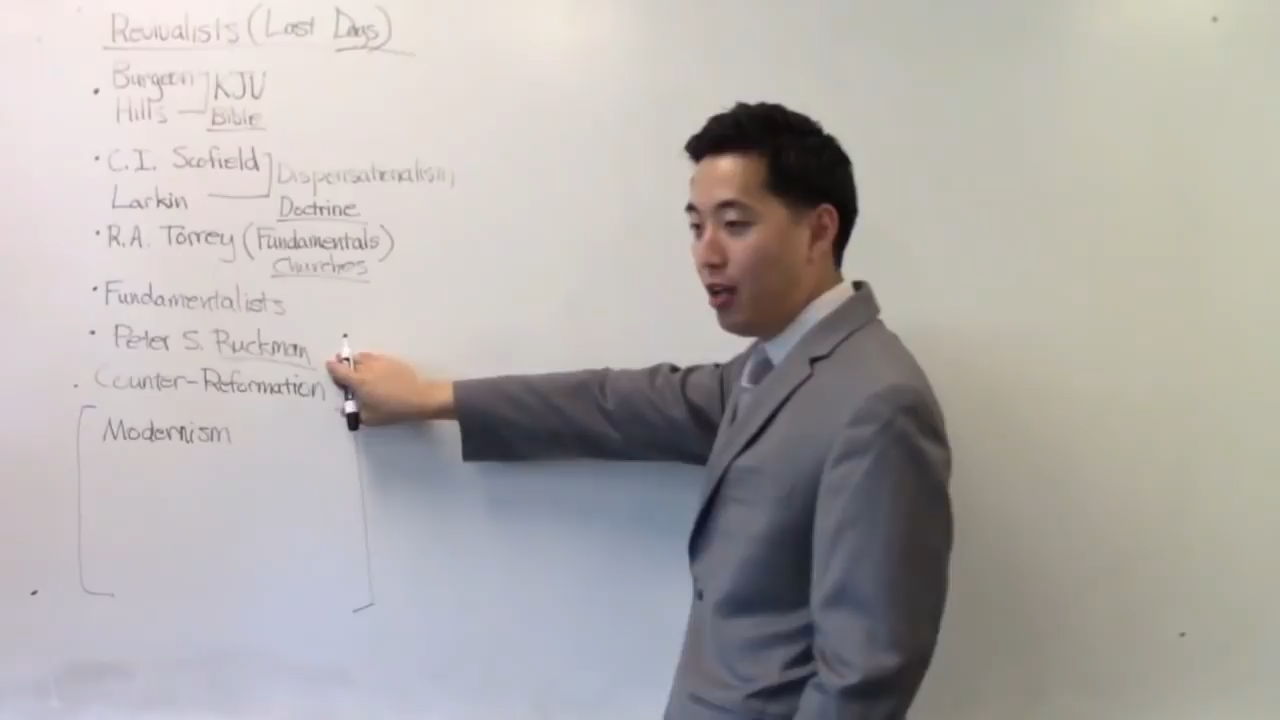 Revivalists (Last Days)
• Burgeon KJV
Hills Bible
• C.I. Scofield Dispensationalism,
Larkin Doctrine
• R.A. Torrey (Fundamentals)
Churches
• Fundamentalists
• Peter S. Ruckman
• Counter-Reformation
Modernism